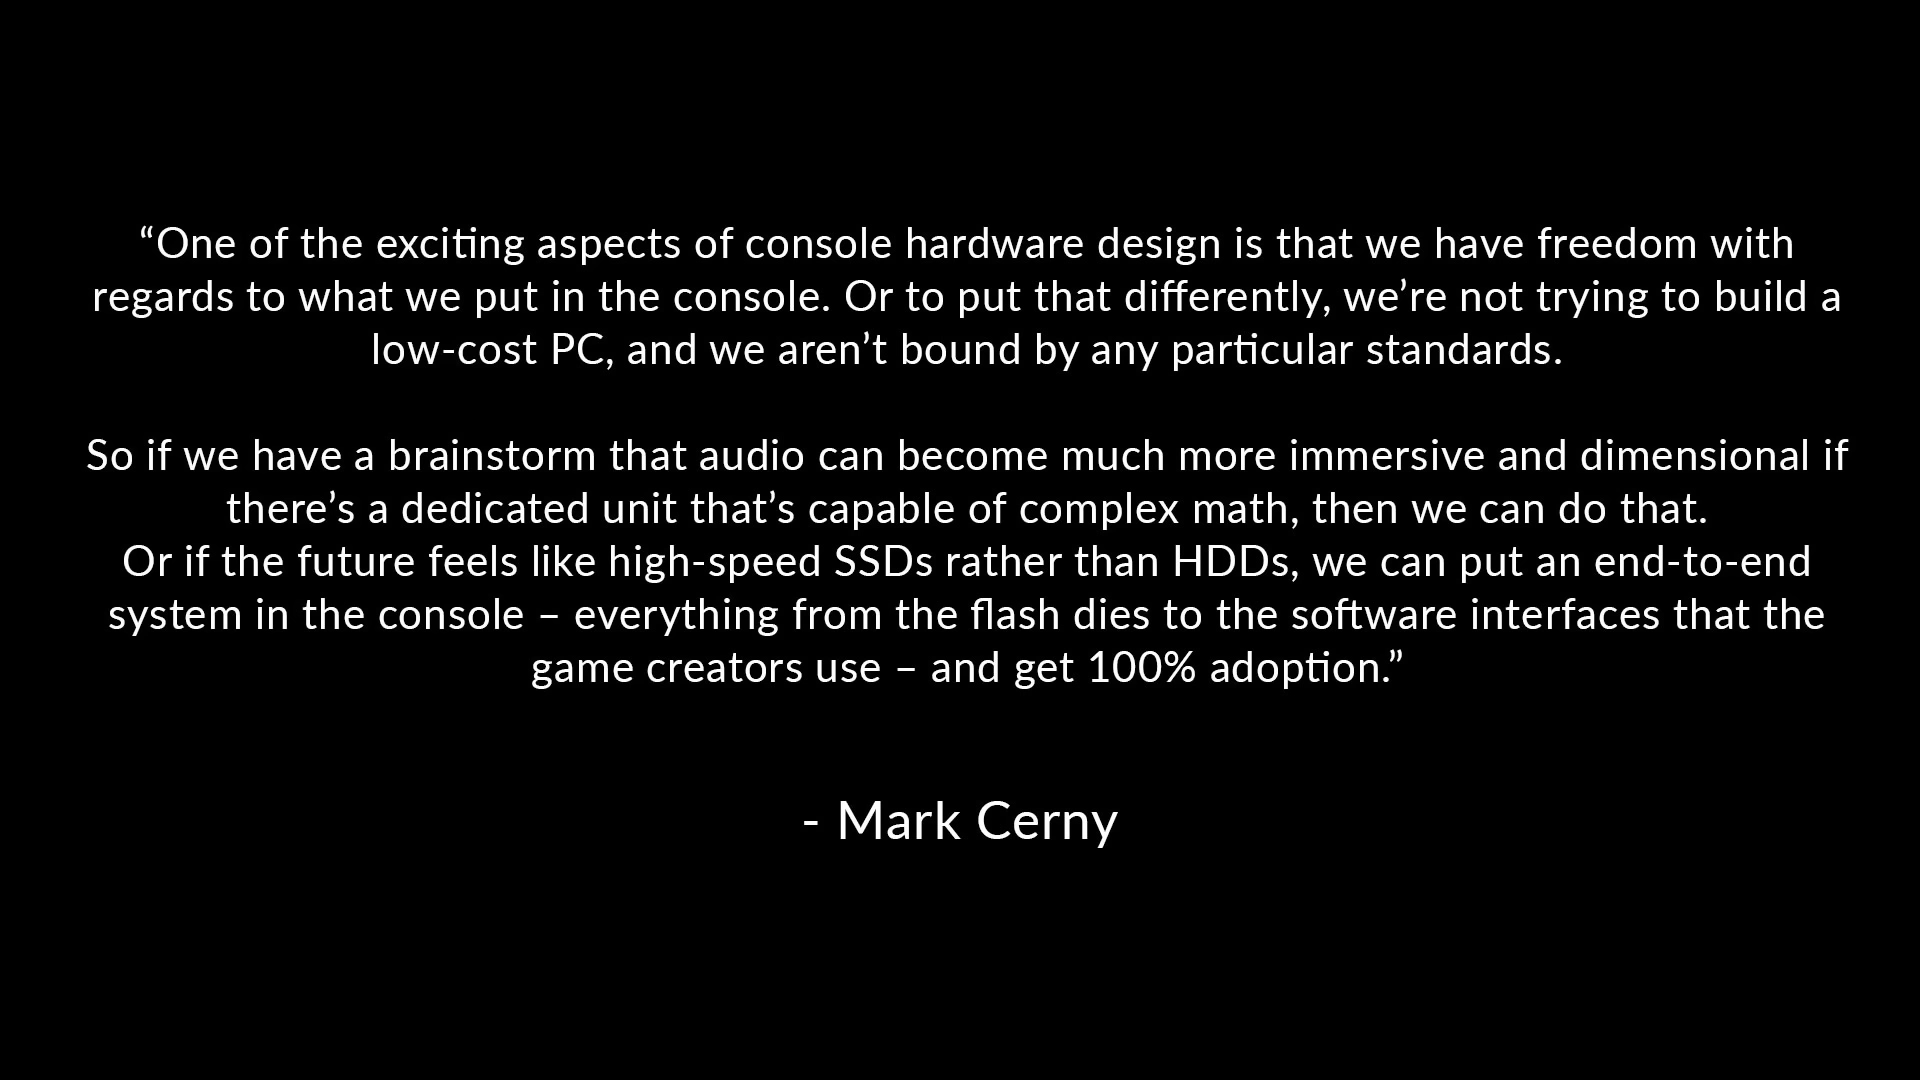 “One of the exciting aspects of console hardware design is that we have freedom with
regards to what we put in the console. Or to put that differently, we’re not trying to build a
low-cost PC, and we aren’t bound by any particular standards.
So if we have a brainstorm that audio can become much more immersive and dimensional if
there’s a dedicated unit that’s capable of complex math, then we can do that.
Or if the future feels like high-speed SSDs rather than HDDs, we can put an end-to-end
system in the console – everything from the flash dies to the software interfaces that the
game creators use – and get 100% adoption.”
- Mark Cerny